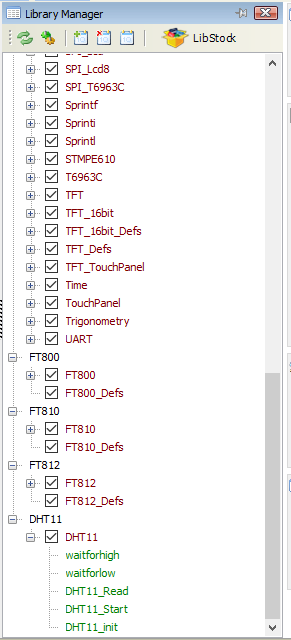 Library Manager
LibStock
SPI_Lcd8
SPI_T6963C
Sprintf
Sprinti
Sprintl
STMPE610
T6963C
TFT
TFT_16bit
TFT_16bit_Defs
TFT_Defs
TFT_TouchPanel
Time
TouchPanel
Trigonometry
UART
FT800
FT800
FT800_Defs
FT810
FT810
FT810_Defs
FT812
FT812
FT812_Defs
DHT11
DHT11
waitforhigh
waitforlow
DHT11_Read
DHT11_Start
DHT11_init